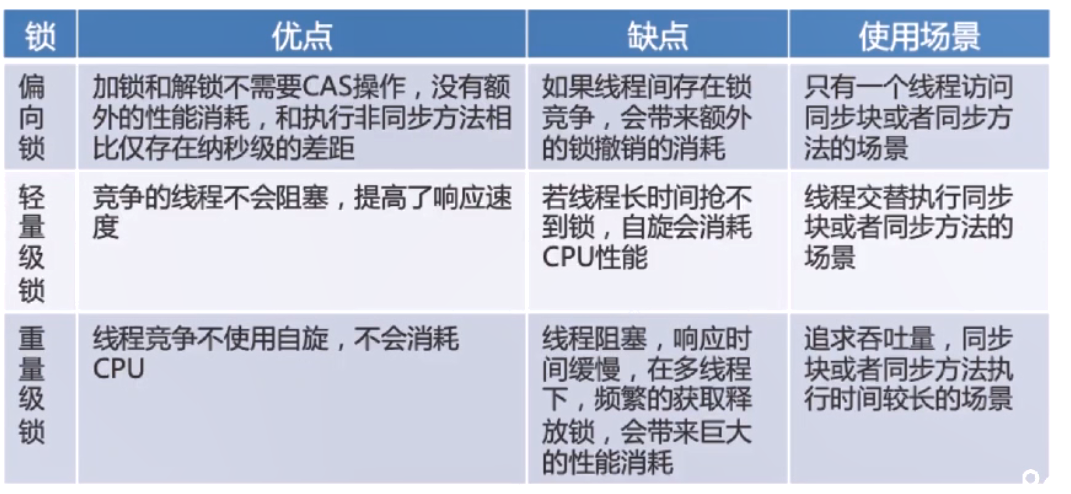 锁
优点
缺点
使用场景
偏
向
锁
加锁和解锁不需要CAS操作，没有额
外的性能消耗，和执行非同步方法相
比仅存在纳秒级的差距
如果线程间存在锁
竞争，会带来额外
的锁撤销的消耗
只有一个线程访问
同步块或者同步方
法的场景
轻
量
级
锁
竞争的线程不会阻塞，提高了响应速
度
若线程长时间抢不
到锁，自旋会消耗
CPU性能
线程交替执行同步
块或者同步方法的
场景
重
量
级
锁
线程竞争不使用自旋，不会消耗
CPU
线程阻塞，响应时
间缓慢，在多线程
下，频繁的获取释
放锁，会带来巨大
的性能消耗
追求吞吐量，同步
块或者同步方法执
行时间较长的场景